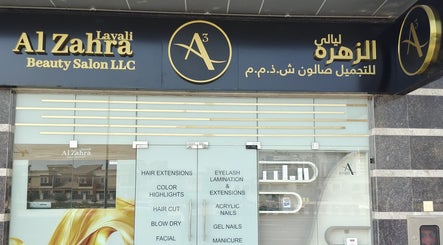 Layali
Al Zahra
Beauty Salon LLC
A3
ليالي
الزهرة
للتجميل صالون ش.ذ.م.م
Al Zahra
HAIR EXTENSIONS
COLOR
HIGHLIGHTS
HAIR CUT
BLOW DRY
FACIAL
EYELASH
LAMINATION
&
EXTENSIONS
ACRYLIC
NAILS
GEL NAILS
MANICURE